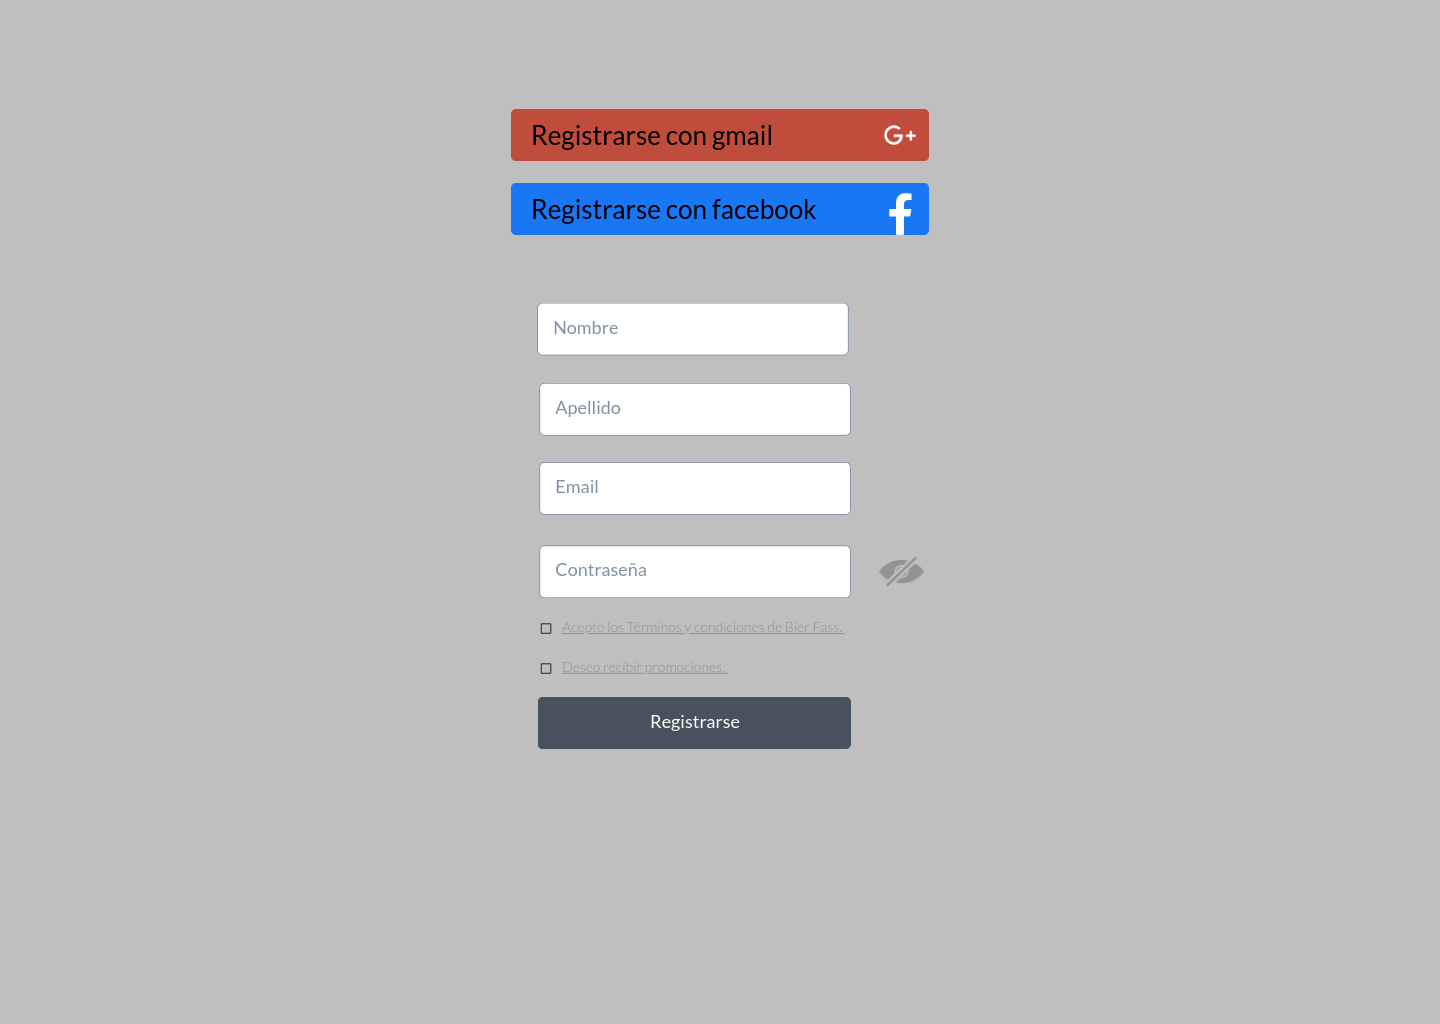 Registrarse con gmail
G+
Registrarse con facebook
Nombre
Apellido
Email
Contraseña
Acepto los Términos y condiciones de Bier Fass.
Deseo recibir promociones.
Registrarse